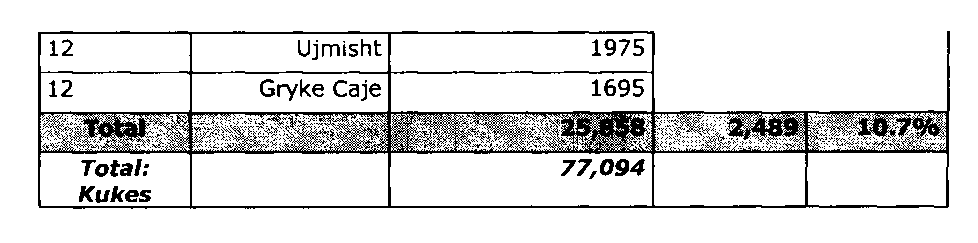 12 Ujmisht 1975
12 Gryke Caje 1695
Total 25,858 2,489 10.7%
Total: 77,094
Kukes